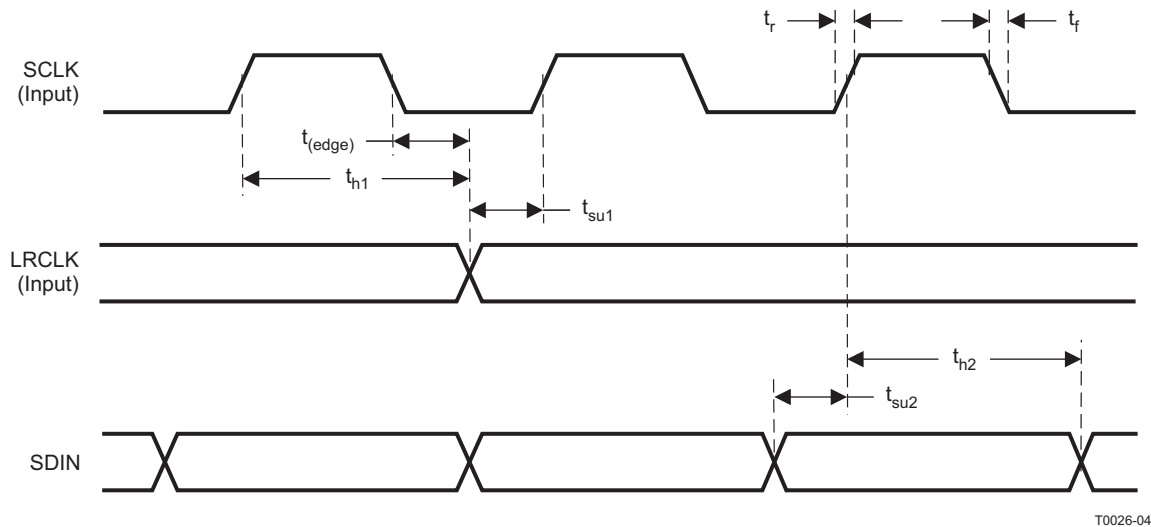 t_r
t_f
SCLK
(Input)
t_(edge)
t_h1
t_su1
LRCLK
(Input)
t_h2
t_su2
SDIN
T0026-04